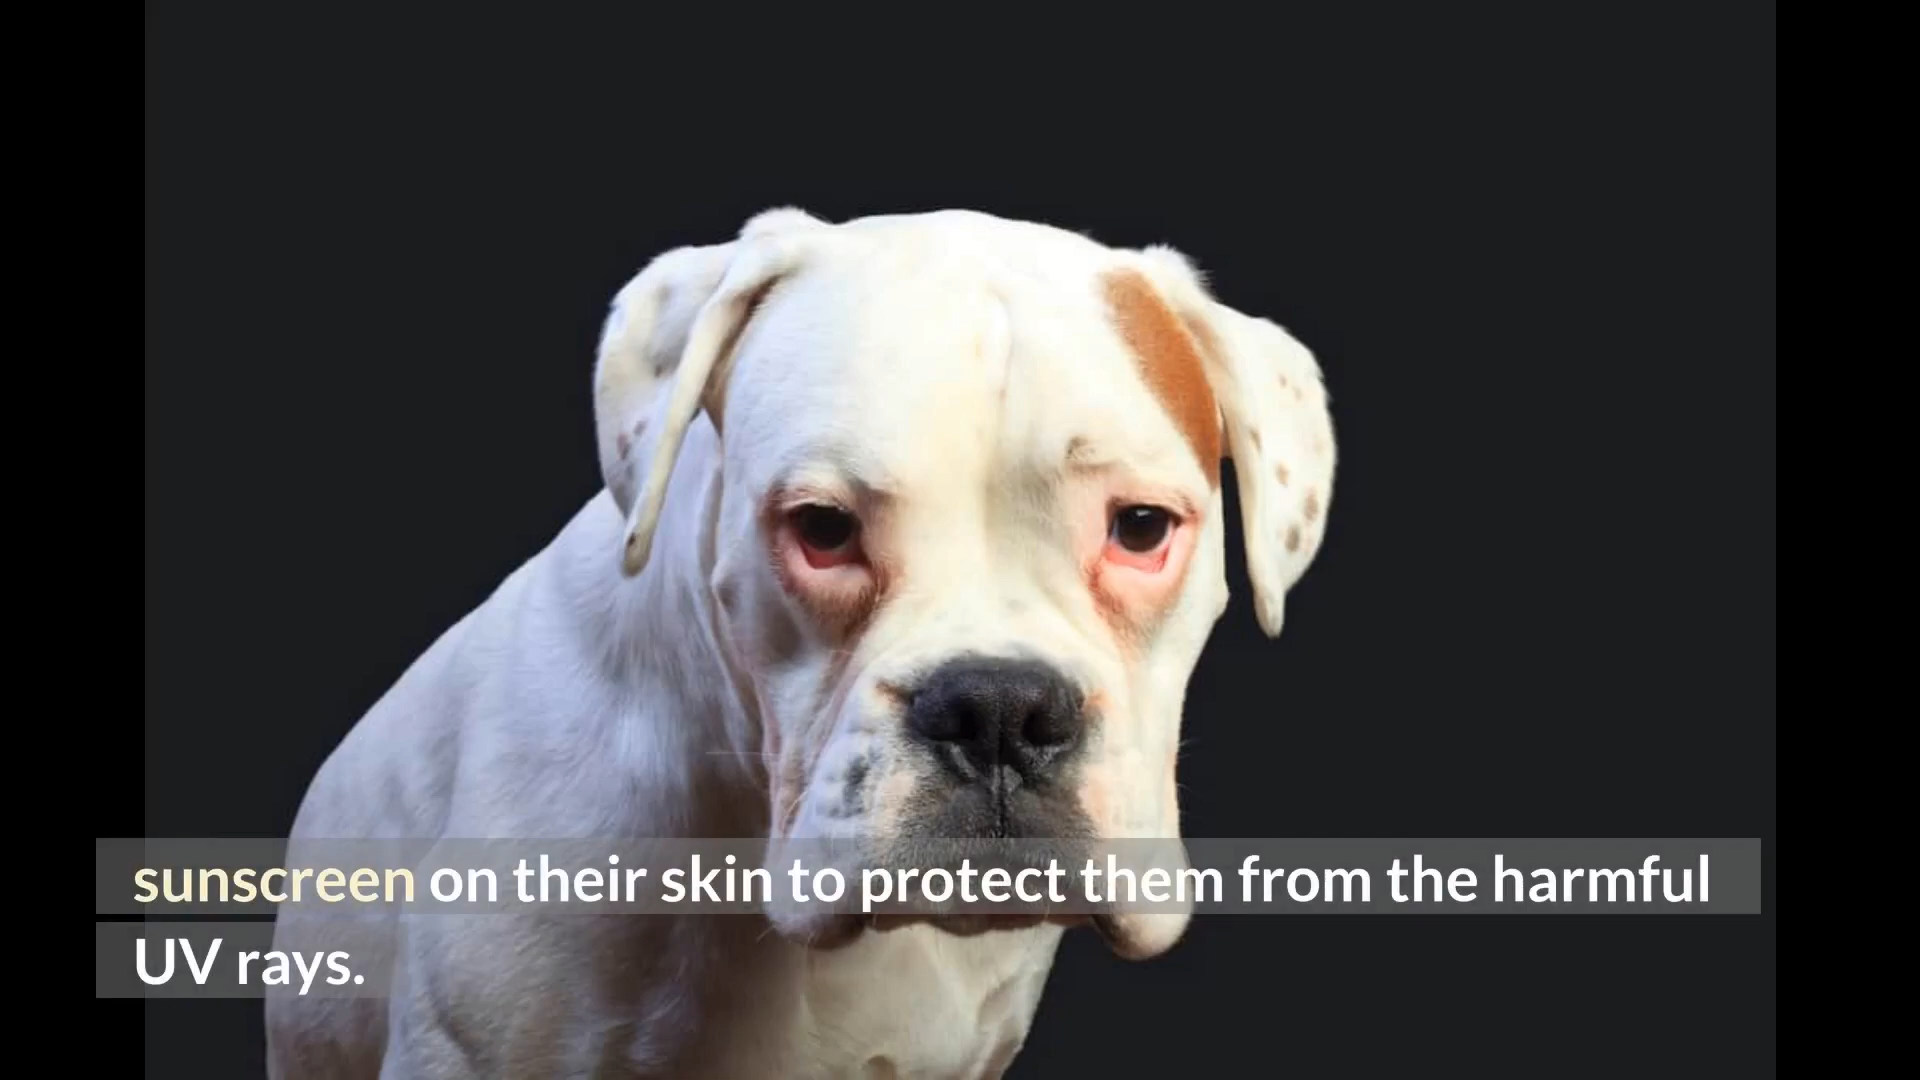 sunscreen on their skin to protect them from the harmful
UV rays.